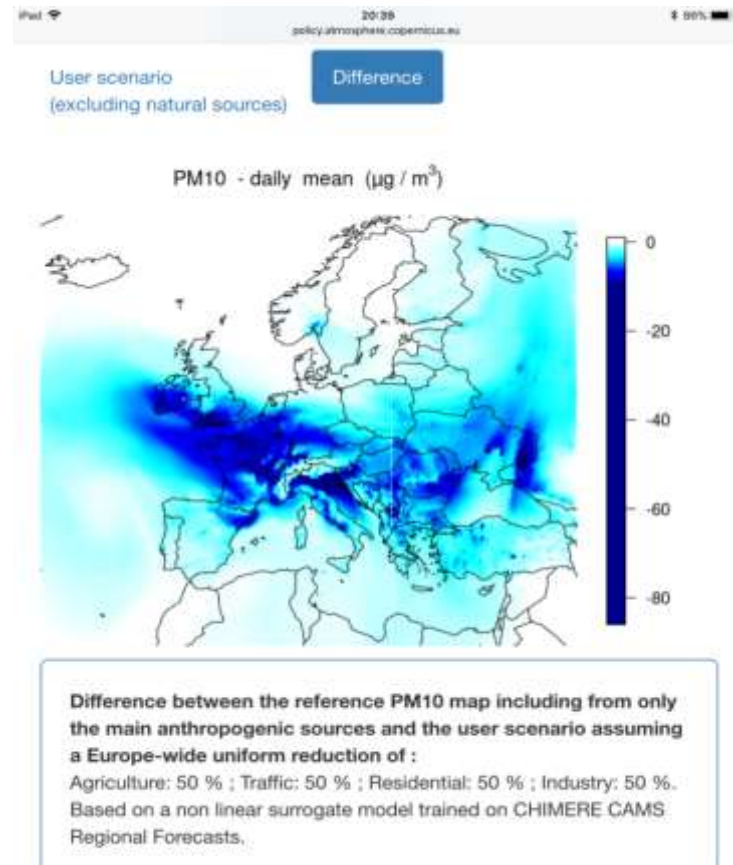 iPad 20:39 96%
policy.atmosphere.copernicus.eu
User scenario
(excluding natural sources)
Difference
PM10 - daily mean (µg / m³)
0
-20
-40
-60
-80
Difference between the reference PM10 map including from only
the main anthropogenic sources and the user scenario assuming
a Europe-wide uniform reduction of :
Agriculture: 50 % ; Traffic: 50 % ; Residential: 50 % ; Industry: 50 %.
Based on a non linear surrogate model trained on CHIMERE CAMS
Regional Forecasts.